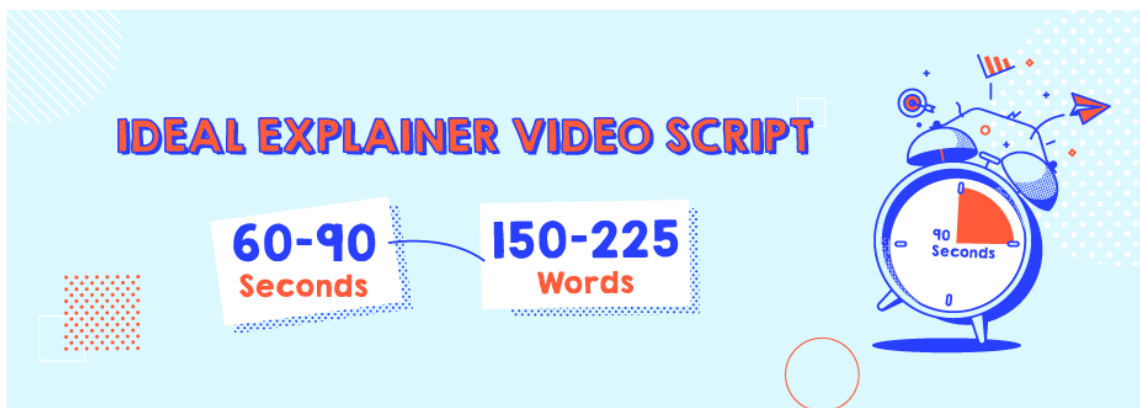 IDEAL EXPLAINER VIDEO SCRIPT
60-90
Seconds
150-225
Words
90
Seconds